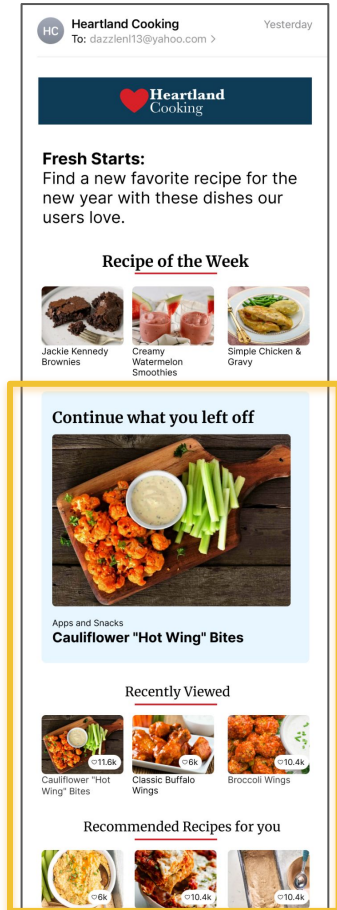 HC
Heartland Cooking
Yesterday
To: dazzlenl13@yahoo.com >
Heartland
Cooking
Fresh Starts:
Find a new favorite recipe for the
new year with these dishes our
users love.
Recipe of the Week
Jackie Kennedy
Brownies
Creamy
Watermelon
Smoothies
Simple Chicken &
Gravy
Continue what you left off
Apps and Snacks
Cauliflower "Hot Wing" Bites
Recently Viewed
11.6k
6k
10.4k
Cauliflower "Hot
Wing" Bites
Classic Buffalo
Wings
Broccoli Wings
Recommended Recipes for you
6k
10.4k
10.4k